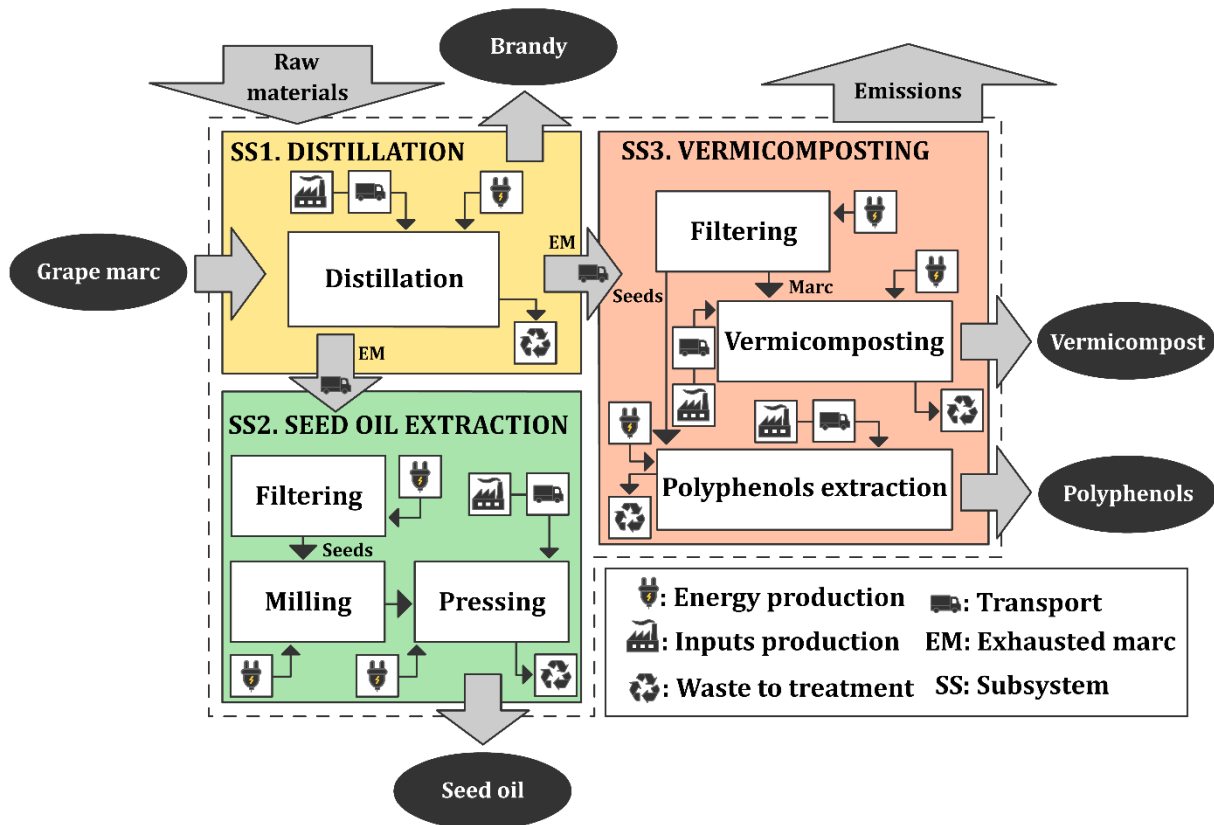 Brandy
Raw
materials
Emissions
SS1. DISTILLATION
SS3. VERMICOMPOSTING
Grape marc
Distillation
EM
EM
Filtering
Seeds
Marc
Vermicomposting
Vermicompost
SS2. SEED OIL EXTRACTION
Filtering
Seeds
Milling
Pressing
Polyphenols extraction
Polyphenols
Seed oil
: Energy production
: Transport
: Inputs production
EM: Exhausted marc
: Waste to treatment
SS: Subsystem